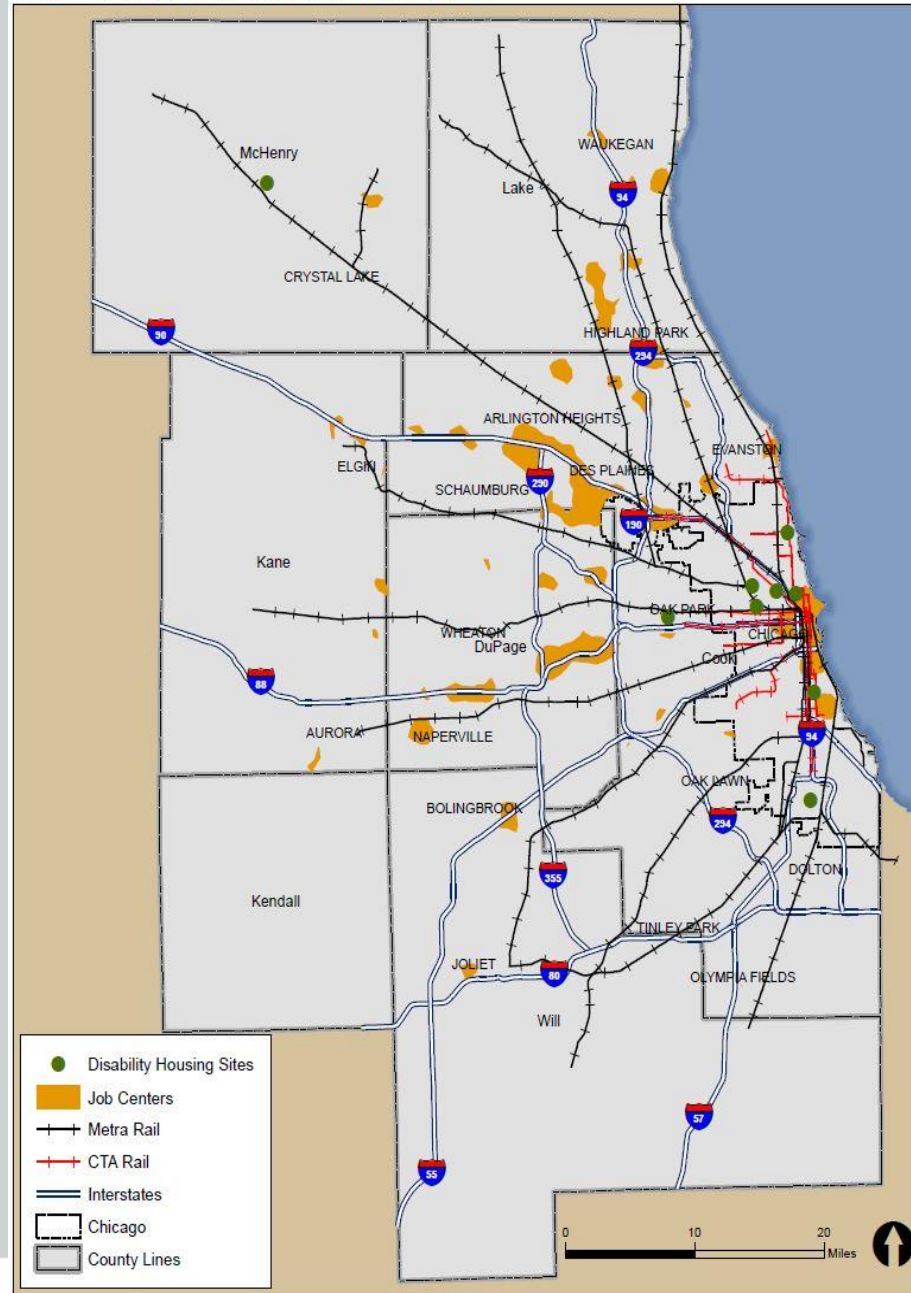 WAUKEGAN
McHenry
Lake
94
CRYSTAL LAKE
90
HIGHLAND PARK
294
ARLINGTON HEIGHTS
EVANSTON
ELGIN
DES PLAINES
SCHAUMBURG
290
190
Kane
OAK PARK
CHICAGO
WHEATON
DuPage
Cook
88
AURORA
NAPERVILLE
94
OAK LAWN
BOLINGBROOK
294
DOLTON
355
Kendall
TINLEY PARK
JOLIET
80
OLYMPIA FIELDS
Will
57
55
Disability Housing Sites
Job Centers
Metra Rail
CTA Rail
Interstates
Chicago
County Lines
0 10 20
Miles